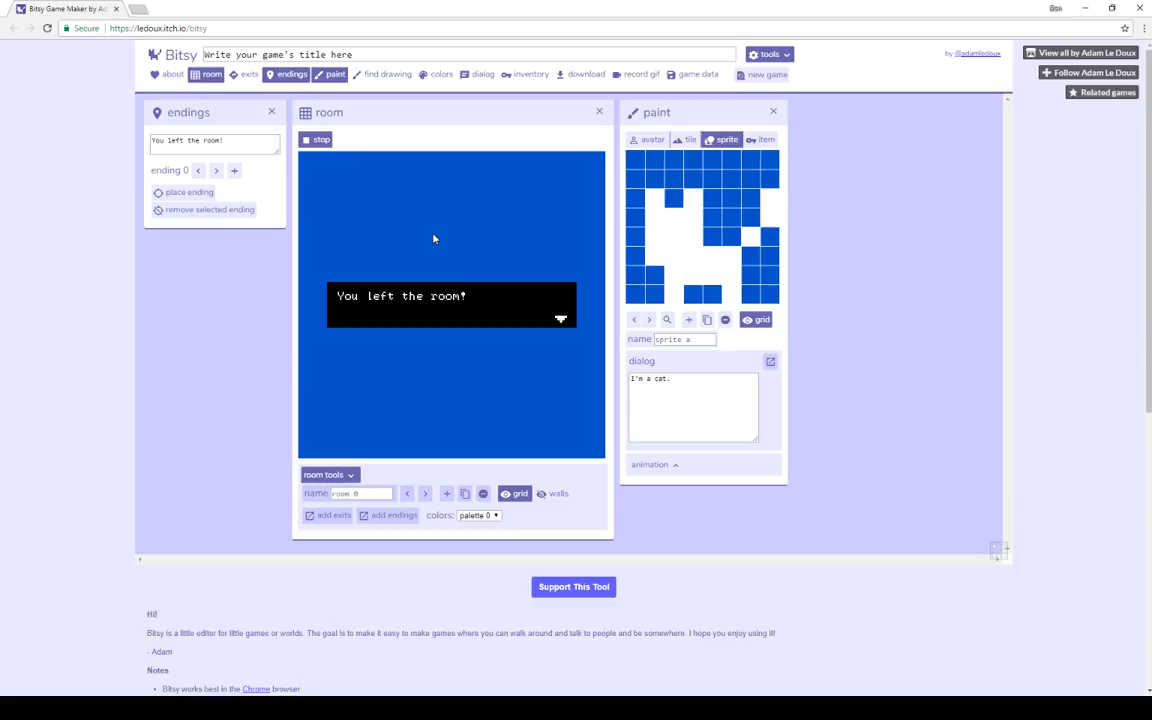 Bitsy Game Maker by Ad
Secure
https://ledoux.itch.io/bitsy
Bitsy
Write your game's title here
tools
by @adamledoux
View all by Adam Le Doux
Follow Adam Le Doux
Related games
about
room
exits
endings
paint
find drawing
colors
dialog
inventory
download
record gif
game data
new game
endings
You left the room!
ending 0
place ending
remove selected ending
room
stop
You left the room!
room tools
name room 0
grid
walls
add exits
add endings
colors: palette 0
paint
avatar
tile
sprite
item
grid
name sprite a
dialog
I'm a cat.
animation
Support This Tool
Hi!
Bitsy is a little editor for little games or worlds. The goal is to make it easy to make games where you can walk around and talk to people and be somewhere. I hope you enjoy using it!
- Adam
Notes
Bitsy works best in the Chrome browser